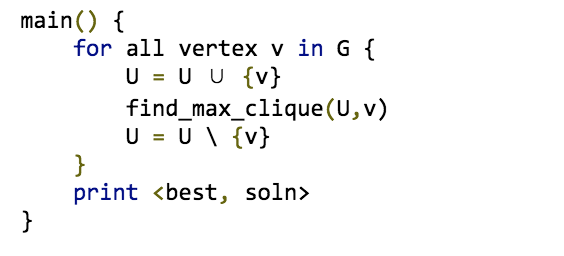 main() {
    for all vertex v in G {
        U = U ∪ {v}
        find_max_clique(U,v)
        U = U \ {v}
    }
    print <best, soln>
}